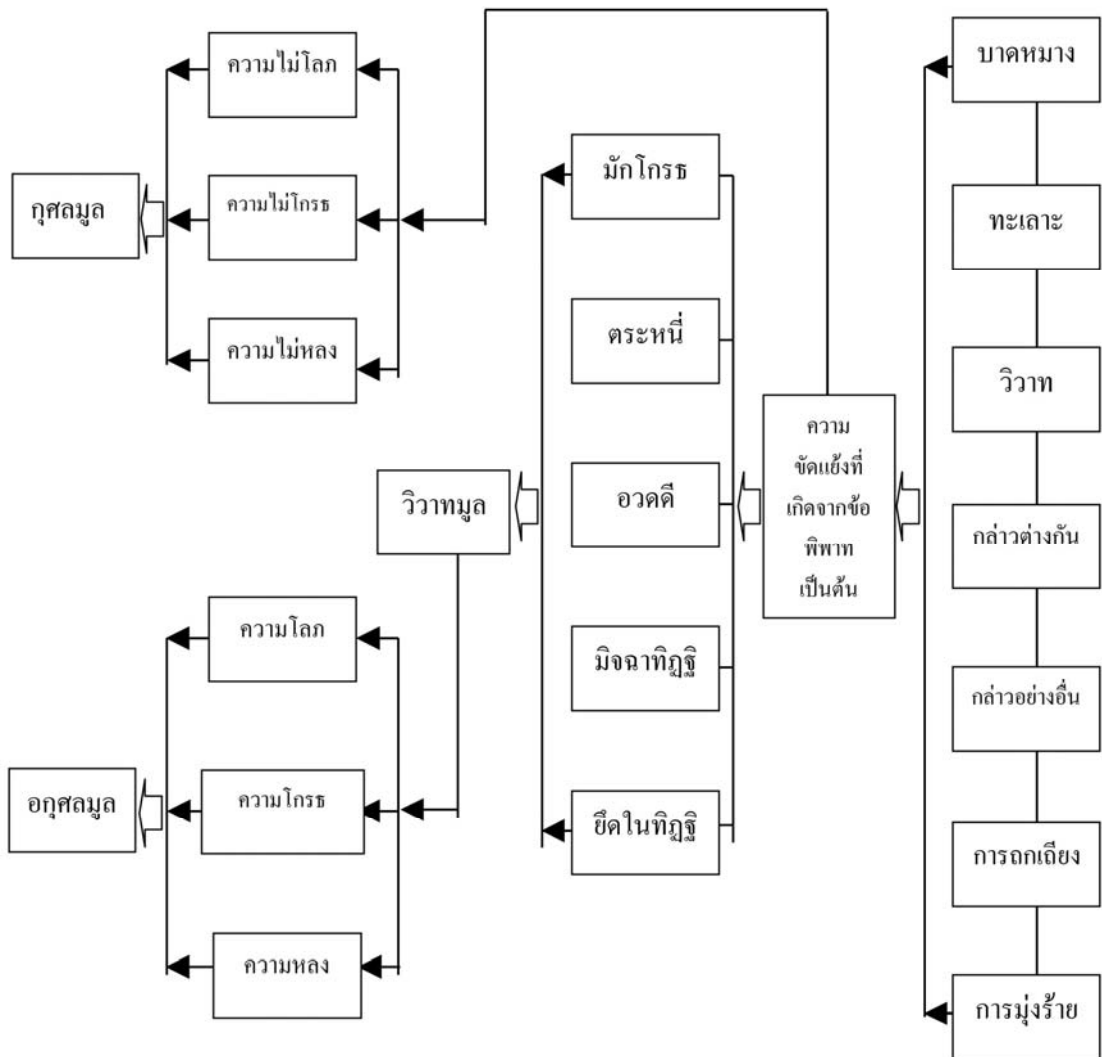 ความไม่โลภ
ความไม่โกรธ
ความไม่หลง
กุศลมูล
ความโลภ
ความโกรธ
ความหลง
อกุศลมูล
วิวาทมูล
มักโกรธ
ตระหนี่
อวดดี
มิจฉาทิฏฐิ
ยึดในทิฏฐิ
ความ
ขัดแย้งที่
เกิดจากข้อ
พิพาท
เป็นต้น
บาดหมาง
ทะเลาะ
วิวาท
กล่าวต่างกัน
กล่าวอย่างอื่น
การถกเถียง
การมุ่งร้าย